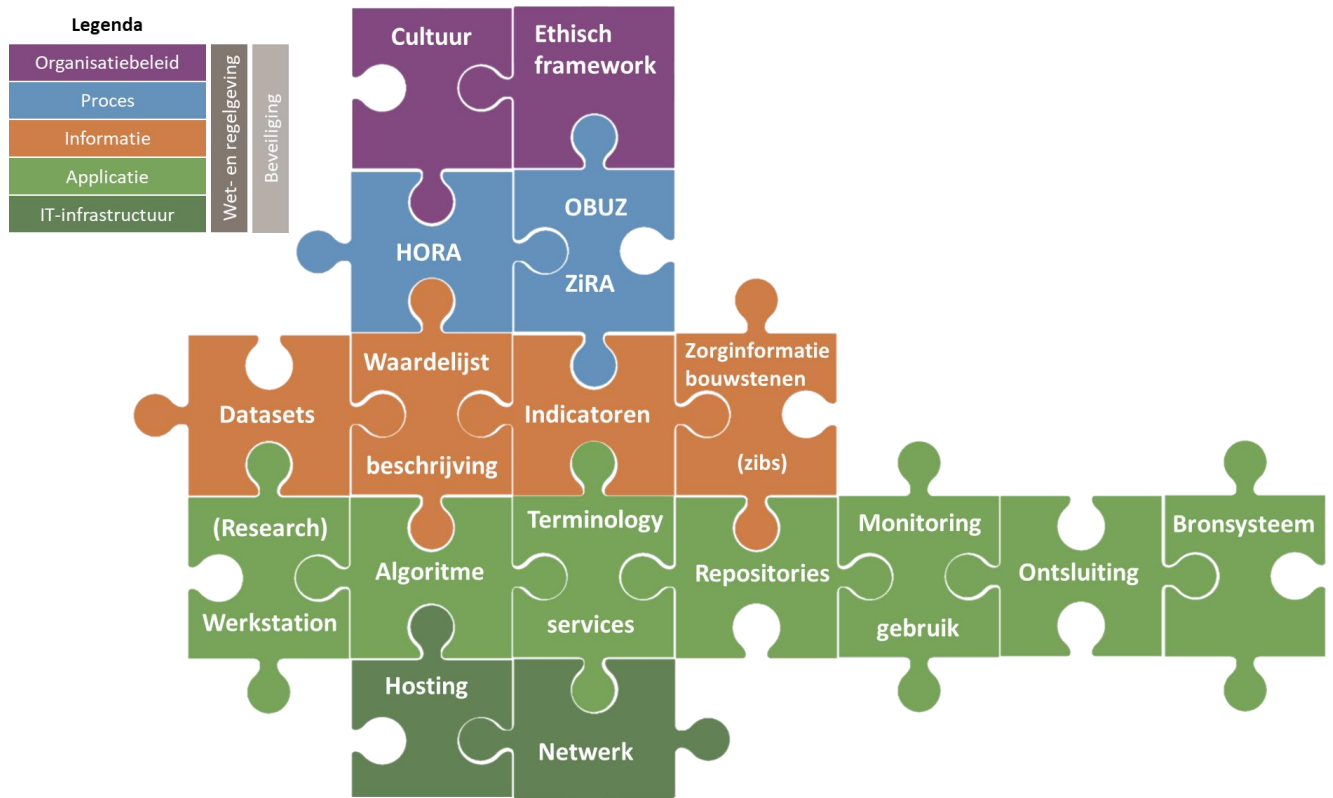 Legenda
Organisatiebeleid
Proces
Informatie
Applicatie
IT-infrastructuur
Wet- en regelgeving
Beveiliging
Cultuur
Ethisch
framework
HORA
OBUZ
ZiRA
Datasets
Waardelijst
beschrijving
Indicatoren
Zorginformatie
bouwstenen
(zibs)
(Research)
Werkstation
Algoritme
Terminology
services
Repositories
Monitoring
gebruik
Ontsluiting
Bronsysteem
Hosting
Netwerk